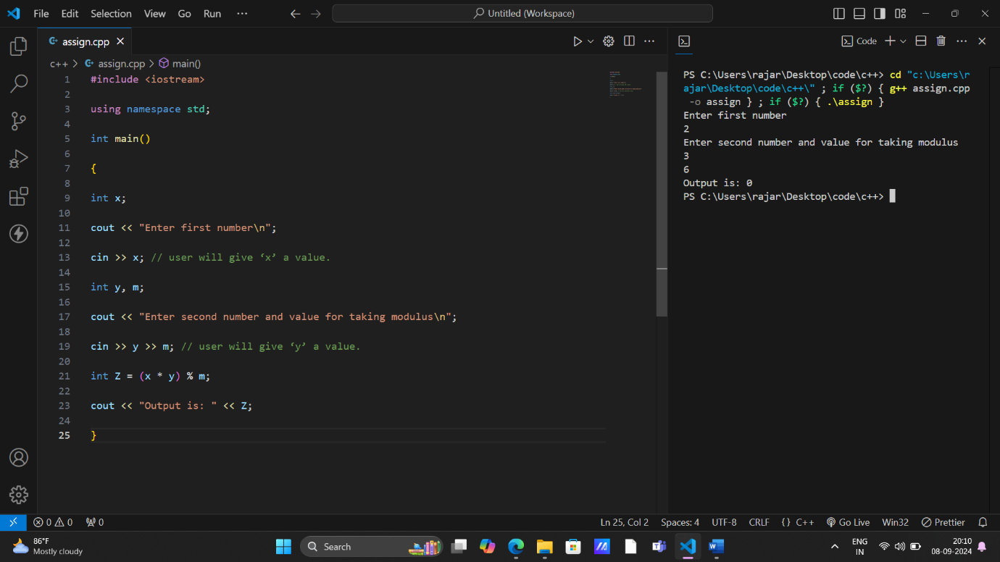 File Edit Selection View Go Run ··· Untitled (Workspace)
assign.cpp
Code
c++ > assign.cpp > main()
1 #include <iostream>
2
3 using namespace std;
4
5 int main()
6
7 {
8
9 int x;
10
11 cout << "Enter first number\n";
12
13 cin >> x; // user will give ‘x’ a value.
14
15 int y, m;
16
17 cout << "Enter second number and value for taking modulus\n";
18
19 cin >> y >> m; // user will give ‘y’ a value.
20
21 int Z = (x * y) % m;
22
23 cout << "Output is: " << Z;
24
25 }
PS C:\Users\rajar\Desktop\code\c++> cd "c:\Users\r
ajar\Desktop\code\c++\" ; if ($?) { g++ assign.cpp
-o assign } ; if ($?) { .\assign }
Enter first number
2
Enter second number and value for taking modulus
3
6
Output is: 0
PS C:\Users\rajar\Desktop\code\c++>
0 0 0 Ln 25, Col 2 Spaces: 4 UTF-8 CRLF {} C++ Go Live Win32 Prettier
86°F
Mostly cloudy
Search
ENG
IN
20:10
08-09-2024